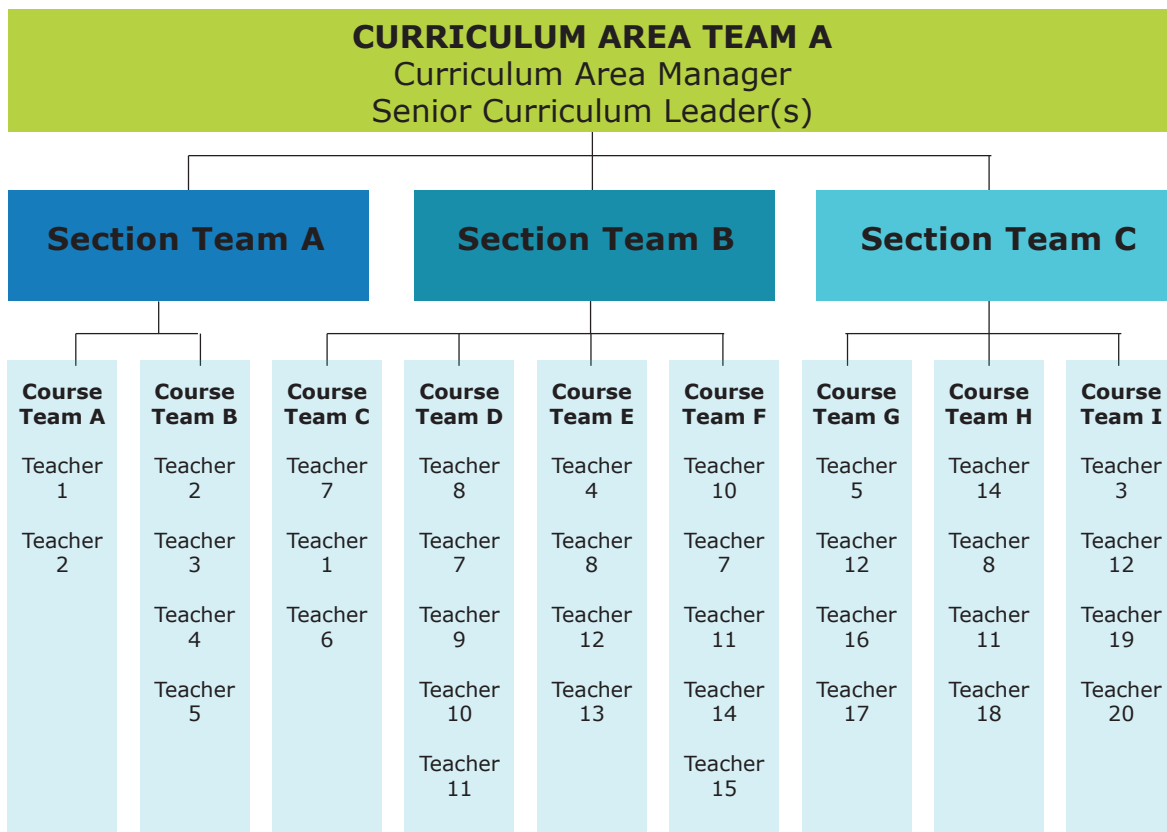 CURRICULUM AREA TEAM A
Curriculum Area Manager
Senior Curriculum Leader(s)
Section Team A
Section Team B
Section Team C
Course
Team A
Teacher
1
Teacher
2
Course
Team B
Teacher
2
Teacher
3
Teacher
4
Teacher
5
Course
Team C
Teacher
7
Teacher
1
Teacher
6
Course
Team D
Teacher
8
Teacher
7
Teacher
9
Teacher
10
Teacher
11
Course
Team E
Teacher
4
Teacher
8
Teacher
12
Teacher
13
Course
Team F
Teacher
10
Teacher
7
Teacher
11
Teacher
14
Teacher
15
Course
Team G
Teacher
5
Teacher
12
Teacher
16
Teacher
17
Course
Team H
Teacher
14
Teacher
8
Teacher
11
Teacher
18
Course
Team I
Teacher
3
Teacher
12
Teacher
19
Teacher
20